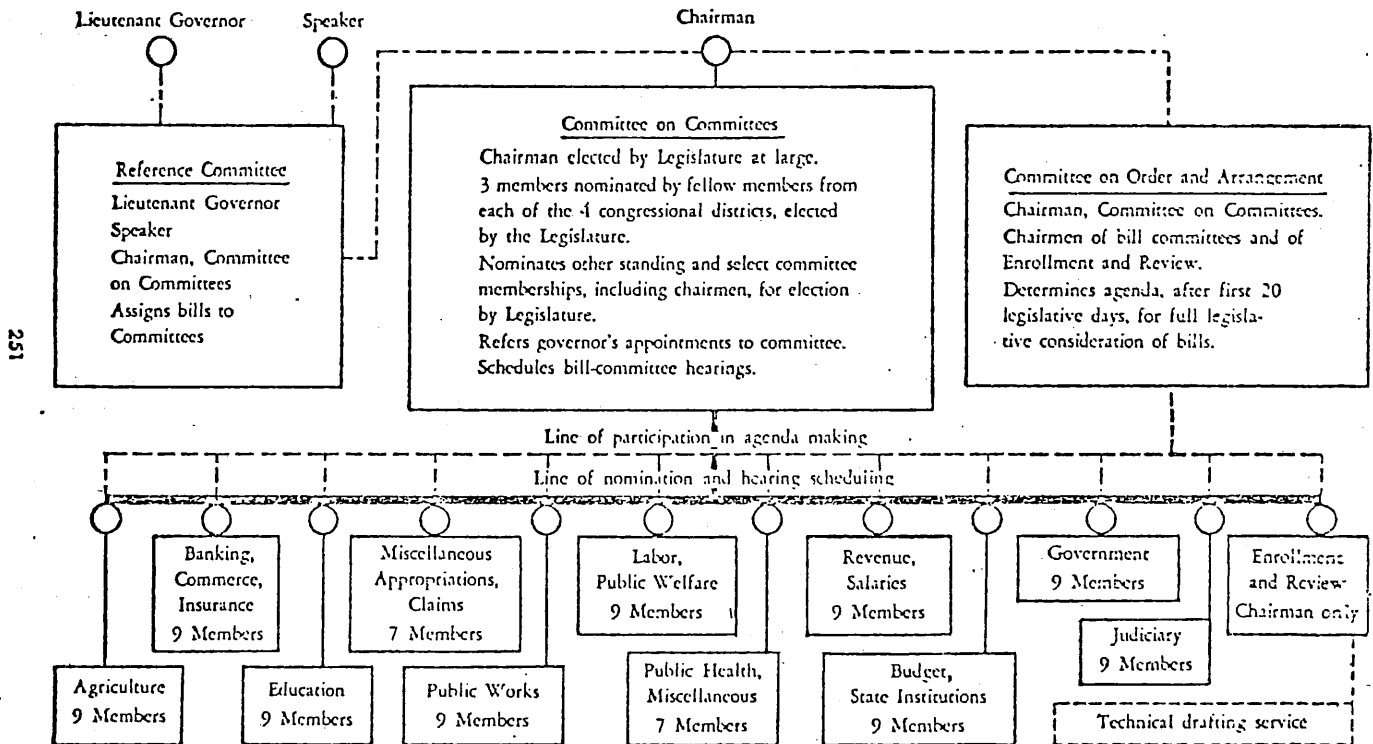 Lieutenant Governor
Speaker
Chairman
Reference Committee
Lieutenant Governor
Speaker
Chairman, Committee
on Committees
Assigns bills to
Committees
Committee on Committees
Chairman elected by Legislature at large.
3 members nominated by fellow members from
each of the 4 congressional districts, elected
by the Legislature.
Nominates other standing and select committee
memberships, including chairmen, for election
by Legislature.
Refers governor's appointments to committee.
Schedules bill-committee hearings.
Committee on Order and Arrangement
Chairman, Committee on Committees.
Chairmen of bill committees and of
Enrollment and Review.
Determines agenda, after first 20
legislative days, for full legisla-
tive consideration of bills.
251
Line of participation in agenda making
Line of nomination and hearing scheduling
Banking,
Commerce,
Insurance
9 Members
Miscellaneous
Appropriations,
Claims
7 Members
Labor,
Public Welfare
9 Members
Revenue,
Salaries
9 Members
Government
9 Members
Enrollment
and Review
Chairman only
Agriculture
9 Members
Education
9 Members
Public Works
9 Members
Public Health,
Miscellaneous
7 Members
Budget,
State Institutions
9 Members
Judiciary
9 Members
Technical drafting service